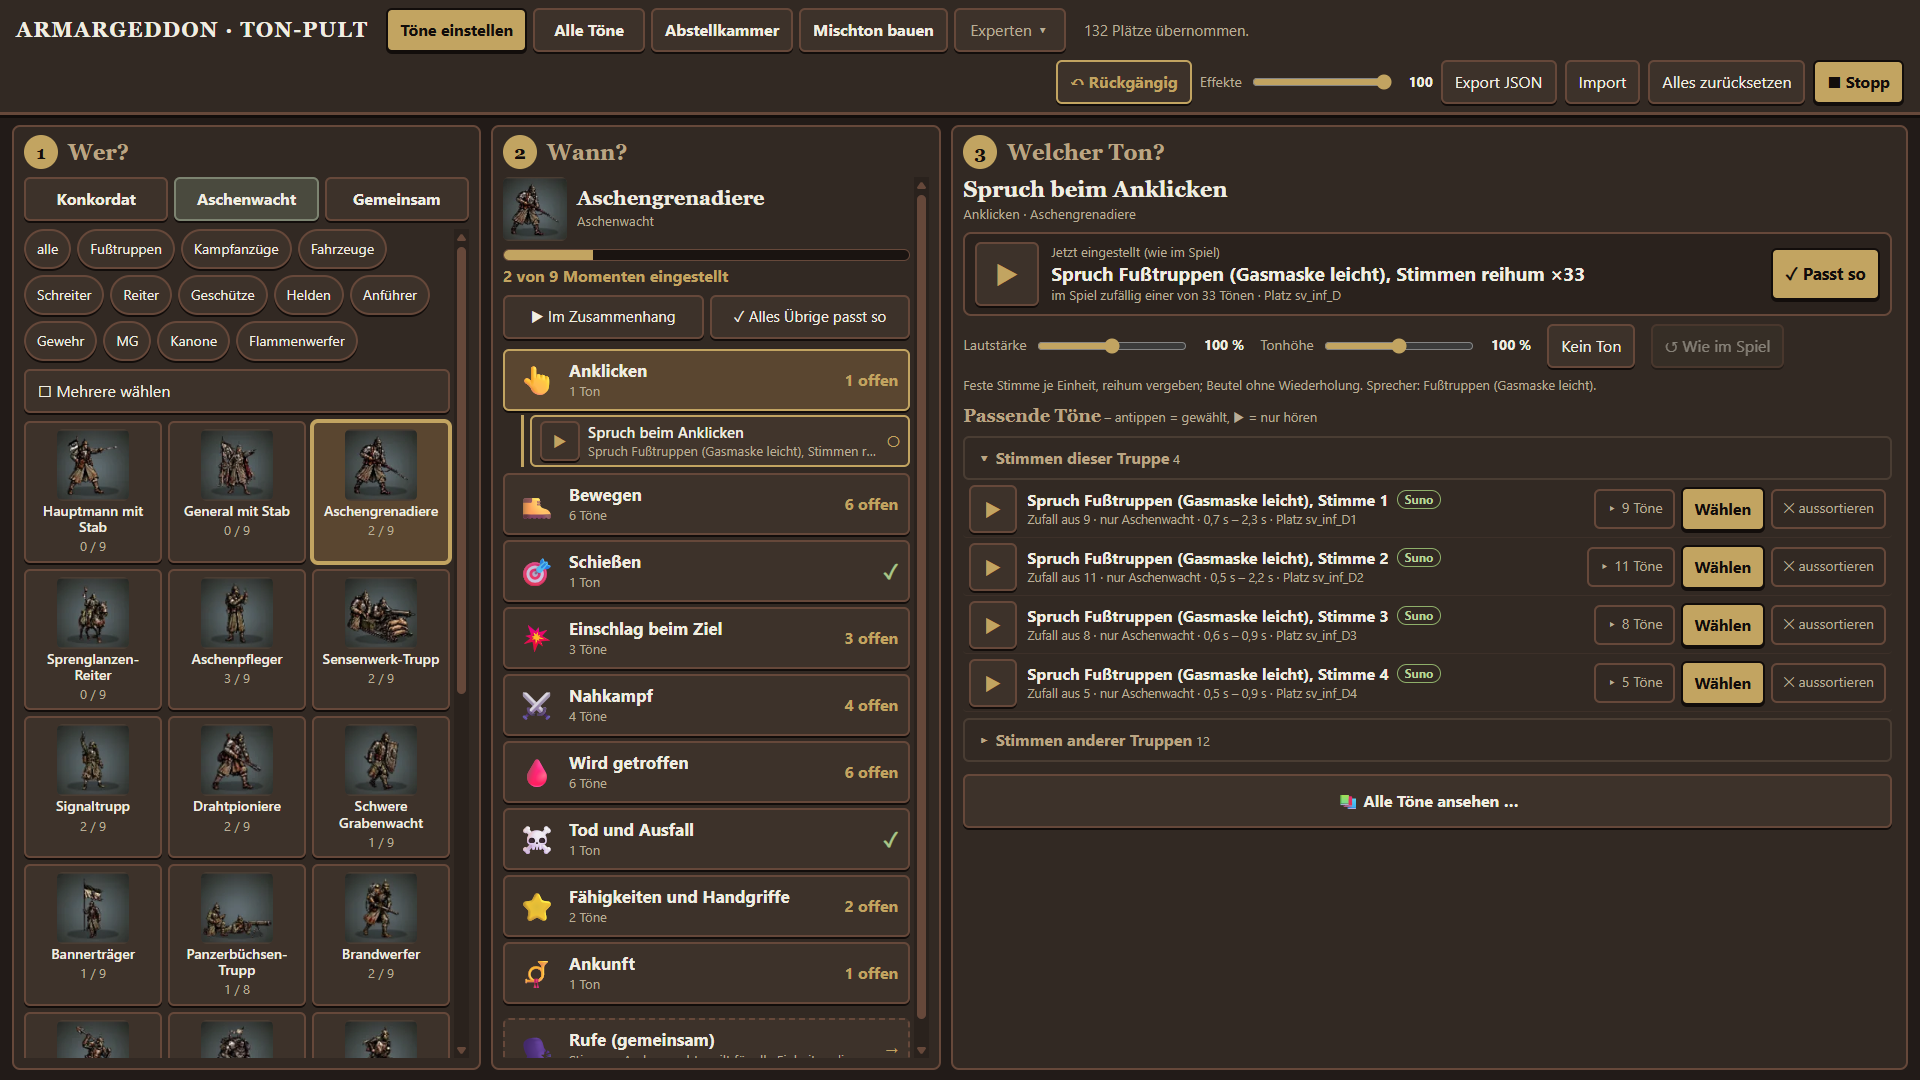 ARMARGEDDON · TON-PULT
Töne einstellen
Alle Töne
Abstellkammer
Mischton bauen
Experten ▾
132 Plätze übernommen.
↶ Rückgängig
Effekte
100
Export JSON
Import
Alles zurücksetzen
■ Stopp
1 Wer?
Konkordat
Aschenwacht
Gemeinsam
alle
Fußtruppen
Kampfanzüge
Fahrzeuge
Schreiter
Reiter
Geschütze
Helden
Anführer
Gewehr
MG
Kanone
Flammenwerfer
☐ Mehrere wählen
Hauptmann mit
Stab
0 / 9
General mit Stab
0 / 9
Aschengrenadiere
2 / 9
Sprenglanzen-
Reiter
0 / 9
Aschenpfleger
3 / 9
Sensenwerk-Trupp
2 / 9
Signaltrupp
2 / 9
Drahtpioniere
2 / 9
Schwere
Grabenwacht
1 / 9
Bannerträger
1 / 9
Panzerbüchsen-
Trupp
1 / 8
Brandwerfer
2 / 9
2 Wann?
Aschengrenadiere
Aschenwacht
2 von 9 Momenten eingestellt
▶ Im Zusammenhang
✓ Alles Übrige passt so
Anklicken
1 Ton
1 offen
Spruch beim Anklicken
Spruch Fußtruppen (Gasmaske leicht), Stimmen r...
Bewegen
6 Töne
6 offen
Schießen
1 Ton
✓
Einschlag beim Ziel
3 Töne
3 offen
Nahkampf
4 Töne
4 offen
Wird getroffen
6 Töne
6 offen
Tod und Ausfall
1 Ton
✓
Fähigkeiten und Handgriffe
2 Töne
2 offen
Ankunft
1 Ton
1 offen
Rufe (gemeinsam)
→
3 Welcher Ton?
Spruch beim Anklicken
Anklicken · Aschengrenadiere
Jetzt eingestellt (wie im Spiel)
Spruch Fußtruppen (Gasmaske leicht), Stimmen reihum ×33
im Spiel zufällig einer von 33 Tönen · Platz sv_inf_D
✓ Passt so
Lautstärke
100 %
Tonhöhe
100 %
Kein Ton
↺ Wie im Spiel
Feste Stimme je Einheit, reihum vergeben; Beutel ohne Wiederholung. Sprecher: Fußtruppen (Gasmaske leicht).
Passende Töne – antippen = gewählt, ▶ = nur hören
▾ Stimmen dieser Truppe 4
Spruch Fußtruppen (Gasmaske leicht), Stimme 1 Suno
Zufall aus 9 · nur Aschenwacht · 0,7 s – 2,3 s · Platz sv_inf_D1
▸ 9 Töne
Wählen
✕ aussortieren
Spruch Fußtruppen (Gasmaske leicht), Stimme 2 Suno
Zufall aus 11 · nur Aschenwacht · 0,5 s – 2,2 s · Platz sv_inf_D2
▸ 11 Töne
Wählen
✕ aussortieren
Spruch Fußtruppen (Gasmaske leicht), Stimme 3 Suno
Zufall aus 8 · nur Aschenwacht · 0,6 s – 0,9 s · Platz sv_inf_D3
▸ 8 Töne
Wählen
✕ aussortieren
Spruch Fußtruppen (Gasmaske leicht), Stimme 4 Suno
Zufall aus 5 · nur Aschenwacht · 0,5 s – 0,9 s · Platz sv_inf_D4
▸ 5 Töne
Wählen
✕ aussortieren
▸ Stimmen anderer Truppen 12
Alle Töne ansehen ...